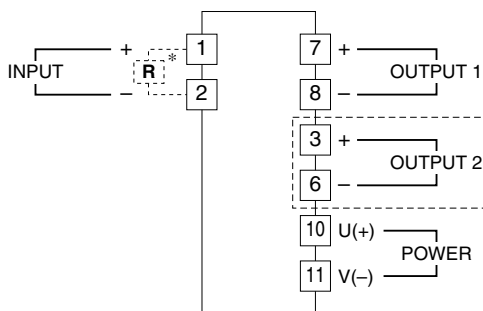 INPUT
+
–
R
*
1
2
7 +
8 –
OUTPUT 1
3 +
6 –
OUTPUT 2
10 U(+)
11 V(–)
POWER